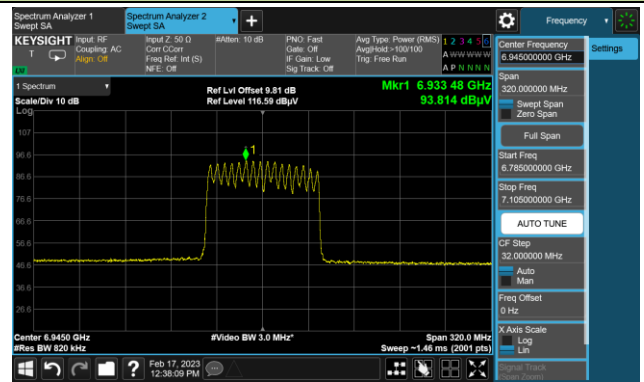 Spectrum Analyzer 1
Swept SA
Spectrum Analyzer 2
Swept SA
+
Frequency
KEYSIGHT
T
LW
Input: RF
Coupling: AC
Align: Off
Input Z: 50 Ω
Corr CCorr
Freq Ref: Int (S)
NFE: Off
#Atten: 10 dB
PNO: Fast
Gate: Off
IF Gain: Low
Sig Track: Off
Avg Type: Power (RMS)
Avg|Hold >100/100
Trig: Free Run
1 2 3 4 5 6
A W W W W W
A P N N N N
1 Spectrum
Scale/Div 10 dB
Log
Ref Lvl Offset 9.81 dB
Ref Level 116.59 dBµV
Mkr1 6.933 48 GHz
93.814 dBµV
107
96.6
86.6
76.6
66.6
56.6
46.6
36.6
26.6
1
Center 6.9450 GHz
#Res BW 820 kHz
#Video BW 3.0 MHz*
Span 320.0 MHz
Sweep ~1.46 ms (2001 pts)
Center Frequency
6.945000000 GHz
Settings
Span
320.000000 MHz
Swept Span
Zero Span
Full Span
Start Freq
6.785000000 GHz
Stop Freq
7.105000000 GHz
AUTO TUNE
CF Step
32.000000 MHz
Auto
Man
Freq Offset
0 Hz
X Axis Scale
Log
Lin
Signal Track
(Span Zoom)
?
Feb 17, 2023
12:38:09 PM